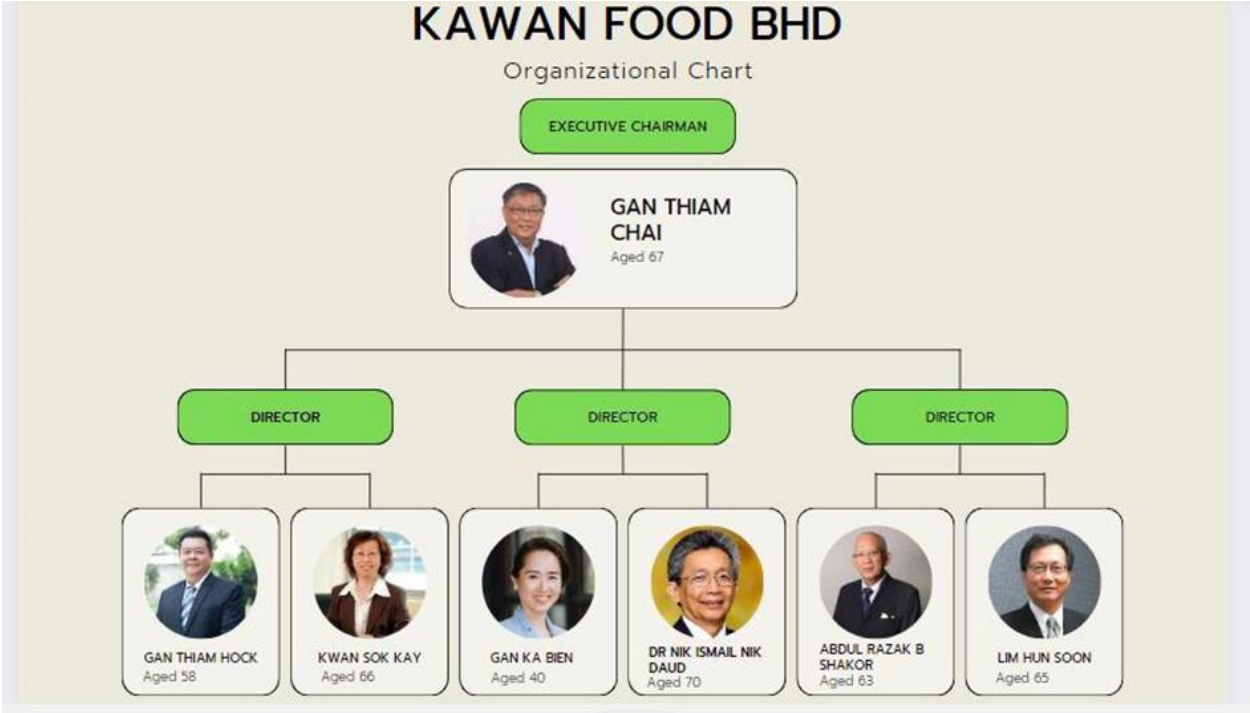 KAWAN FOOD BHD
Organizational Chart
EXECUTIVE CHAIRMAN
GAN THIAM
CHAI
Aged 67
DIRECTOR
DIRECTOR
DIRECTOR
GAN THIAM HOCK
Aged 58
KWAN SOK KAY
Aged 66
GAN KA BIEN
Aged 40
DR NIK ISMAIL NIK
DAUD
Aged 70
ABDUL RAZAK B
SHAKOR
Aged 63
LIM HUN SOON
Aged 65